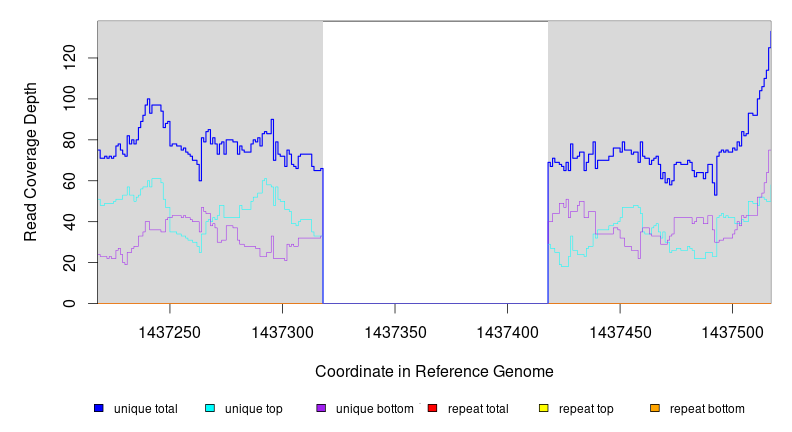 Read Coverage Depth
120
100
80
60
40
20
0
1437250 1437300 1437350 1437400 1437450 1437500
Coordinate in Reference Genome
unique total unique top unique bottom repeat total repeat top repeat bottom